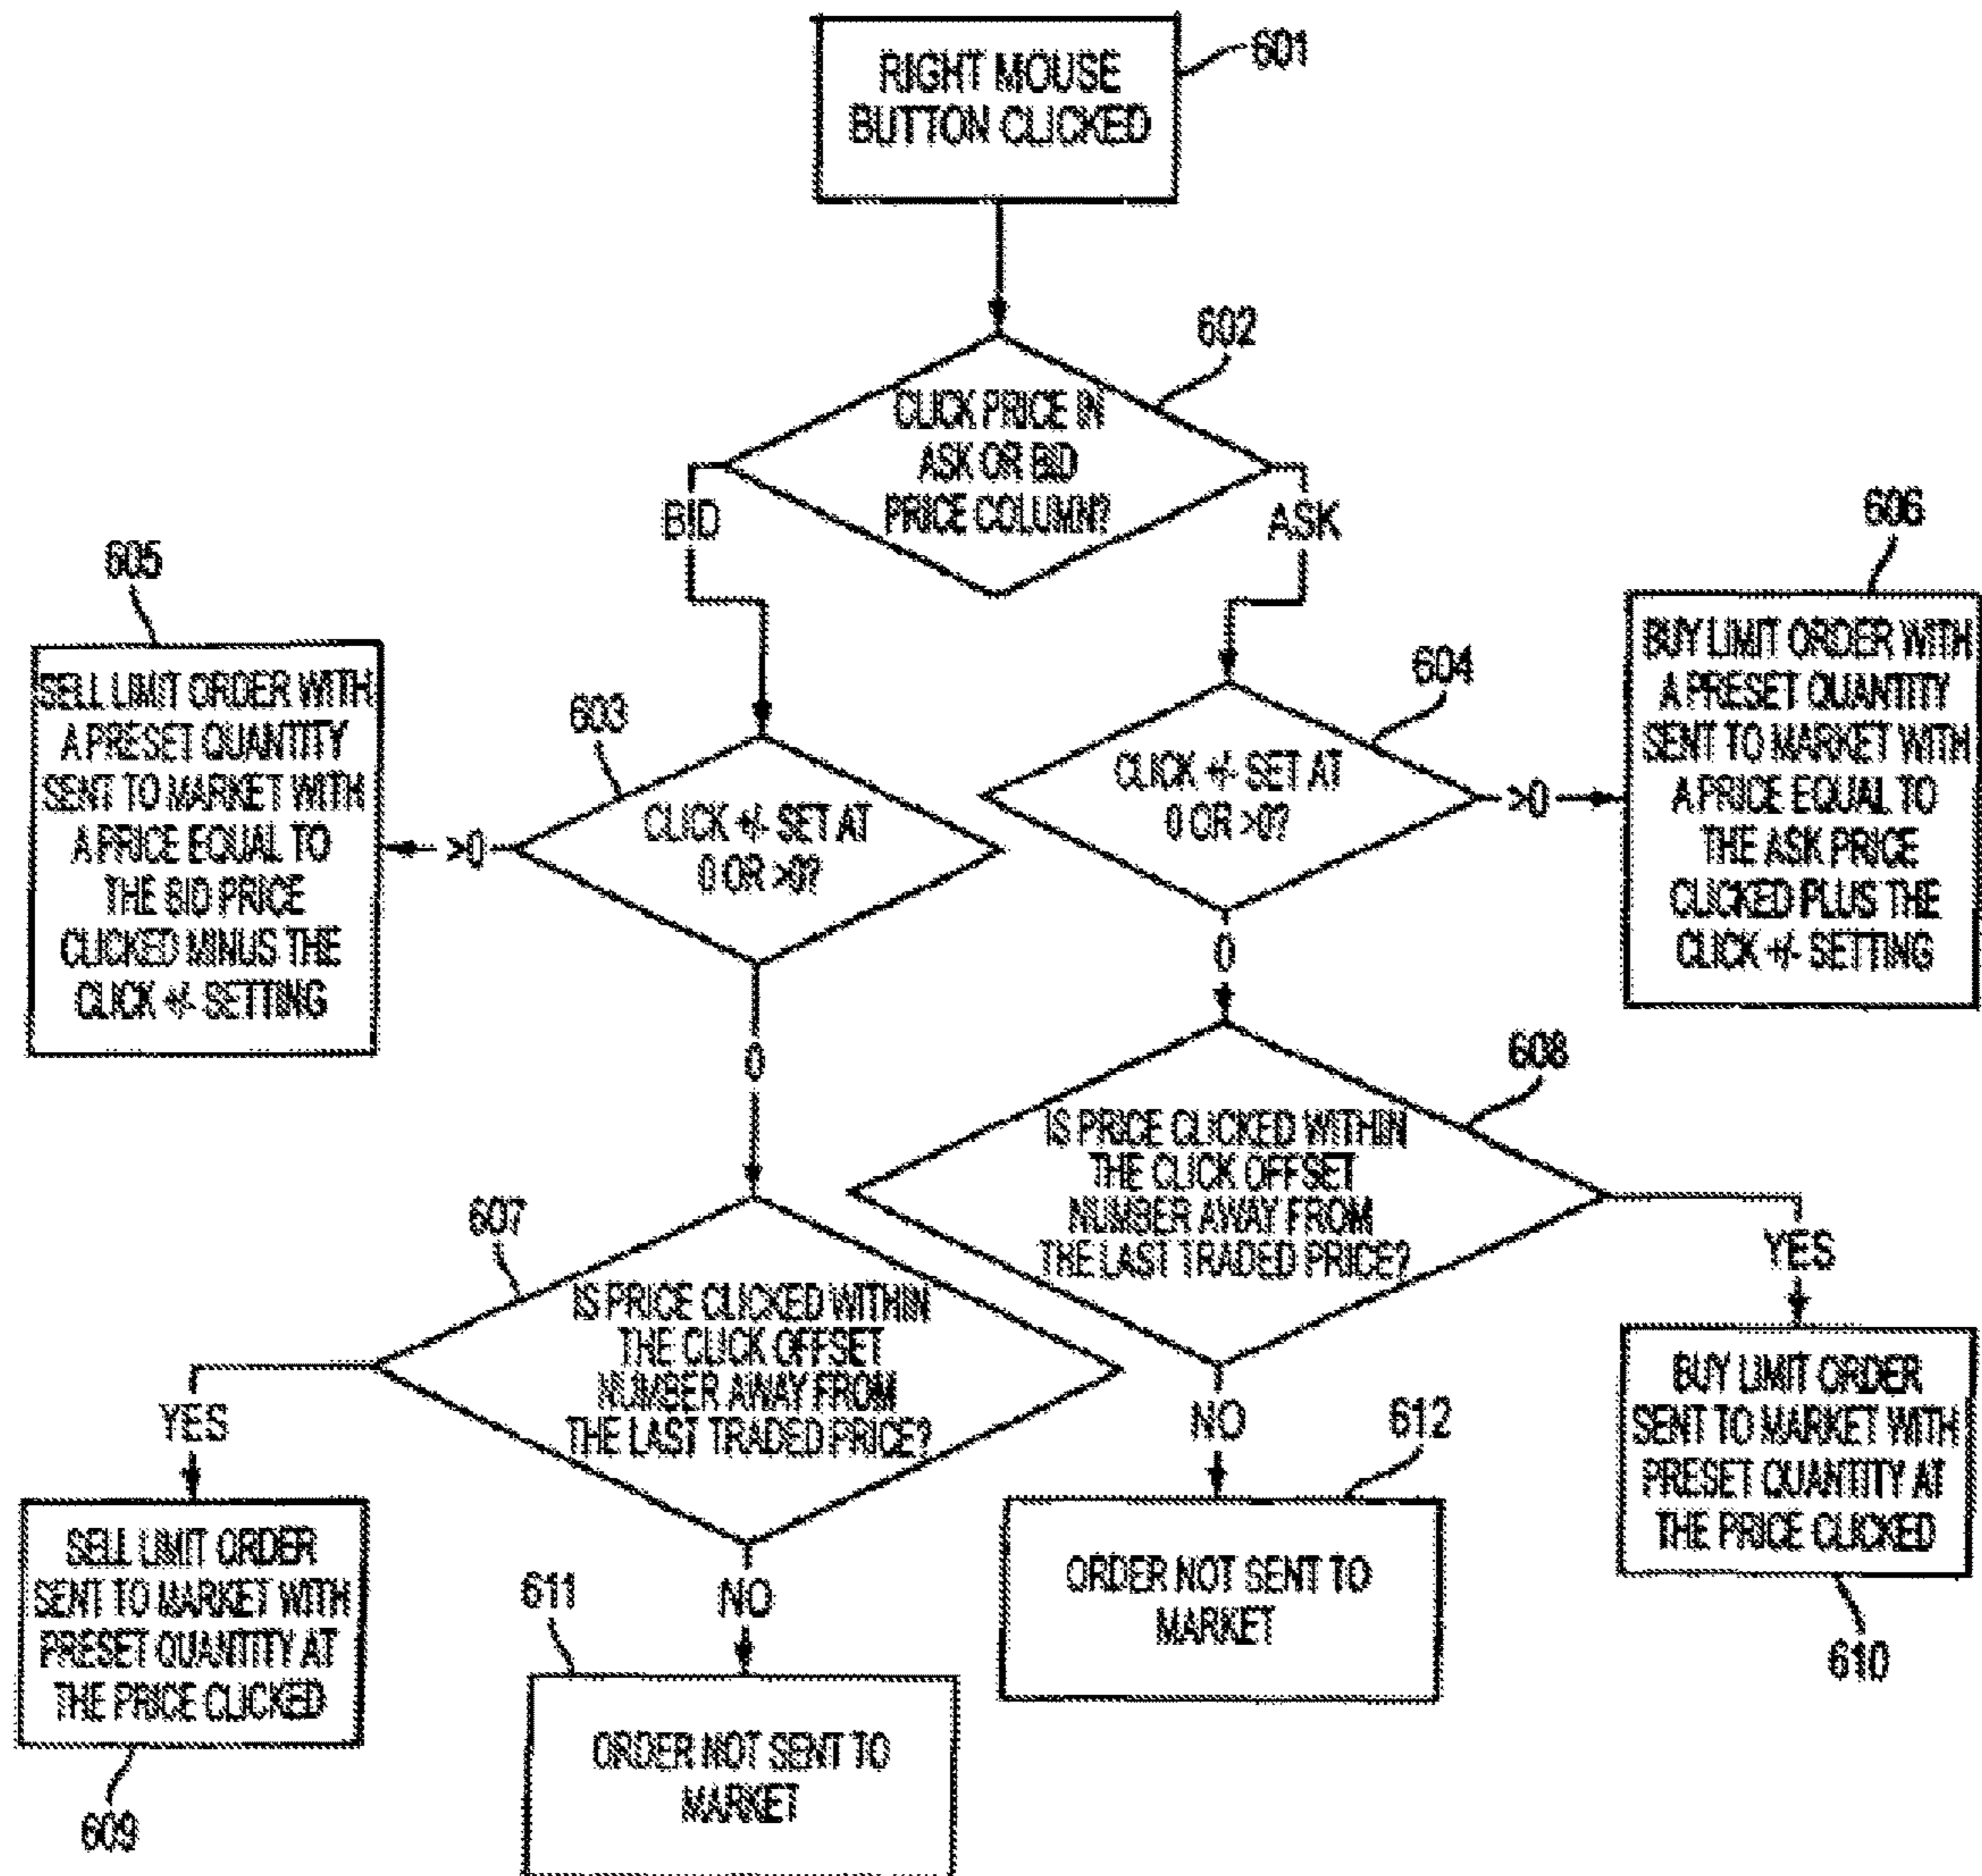 RIGHT MOUSE
BUTTON CLICKED
601
602
CLICK PRICE IN
ASK OR BID
PRICE COLUMN?
BID
ASK
605
SELL LIMIT ORDER WITH
A PRESET QUANTITY
SENT TO MARKET WITH
A PRICE EQUAL TO
THE BID PRICE
CLICKED MINUS THE
CLICK +/- SETTING
603
CLICK +/- SET AT
0 OR >0?
>0
0
604
CLICK +/- SET AT
0 OR >0?
>0
0
606
BUY LIMIT ORDER WITH
A PRESET QUANTITY
SENT TO MARKET WITH
A PRICE EQUAL TO
THE ASK PRICE
CLICKED PLUS THE
CLICK +/- SETTING
608
IS PRICE CLICKED WITHIN
THE CLICK OFFSET
NUMBER AWAY FROM
THE LAST TRADED PRICE?
YES
NO
607
IS PRICE CLICKED WITHIN
THE CLICK OFFSET
NUMBER AWAY FROM
THE LAST TRADED PRICE?
YES
NO
SELL LIMIT ORDER
SENT TO MARKET WITH
PRESET QUANTITY AT
THE PRICE CLICKED
609
611
ORDER NOT SENT TO
MARKET
612
ORDER NOT SENT TO
MARKET
BUY LIMIT ORDER
SENT TO MARKET WITH
PRESET QUANTITY AT
THE PRICE CLICKED
610